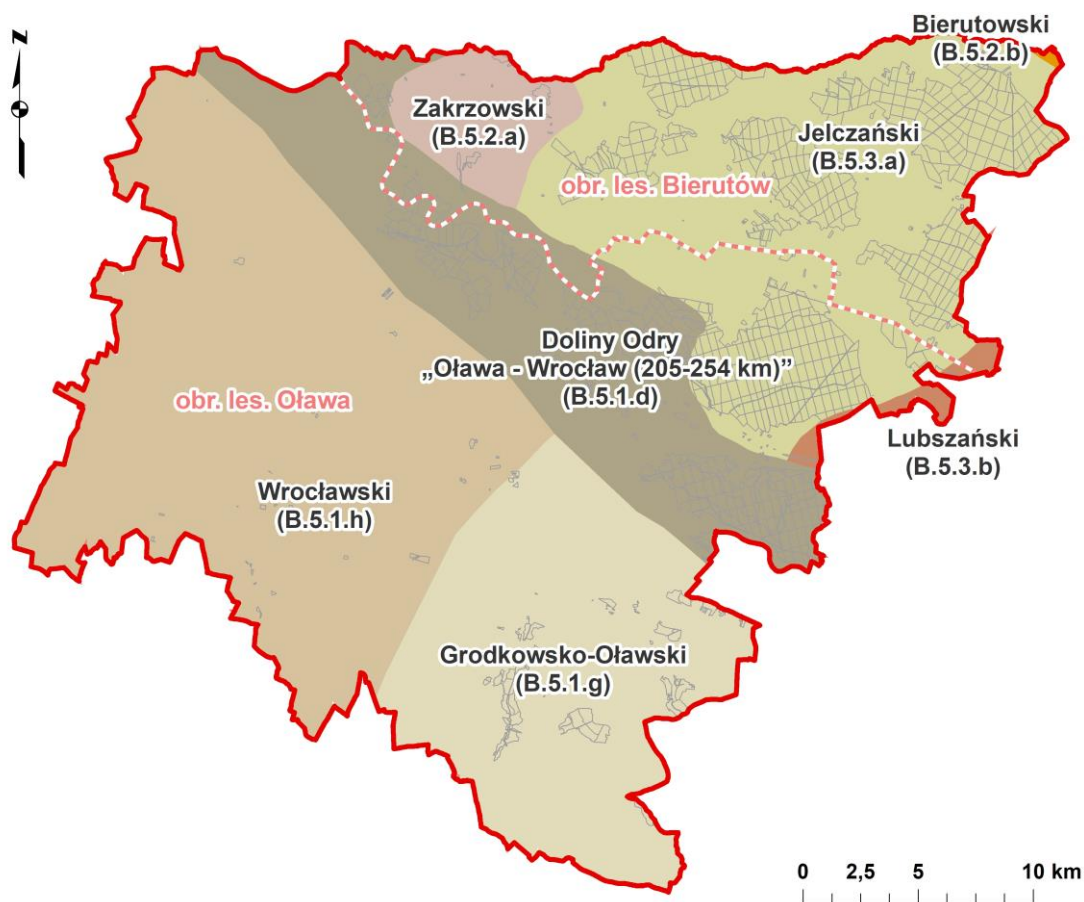 Bierutowski
(B.5.2.b)
N
Zakrzowski
(B.5.2.a)
Jelczański
(B.5.3.a)
obr. les. Bierutów
Doliny Odry
„Oława - Wrocław (205-254 km)”
(B.5.1.d)
obr. les. Oława
Lubszański
(B.5.3.b)
Wrocławski
(B.5.1.h)
Grodkowsko-Oławski
(B.5.1.g)
0 2,5 5 10 km